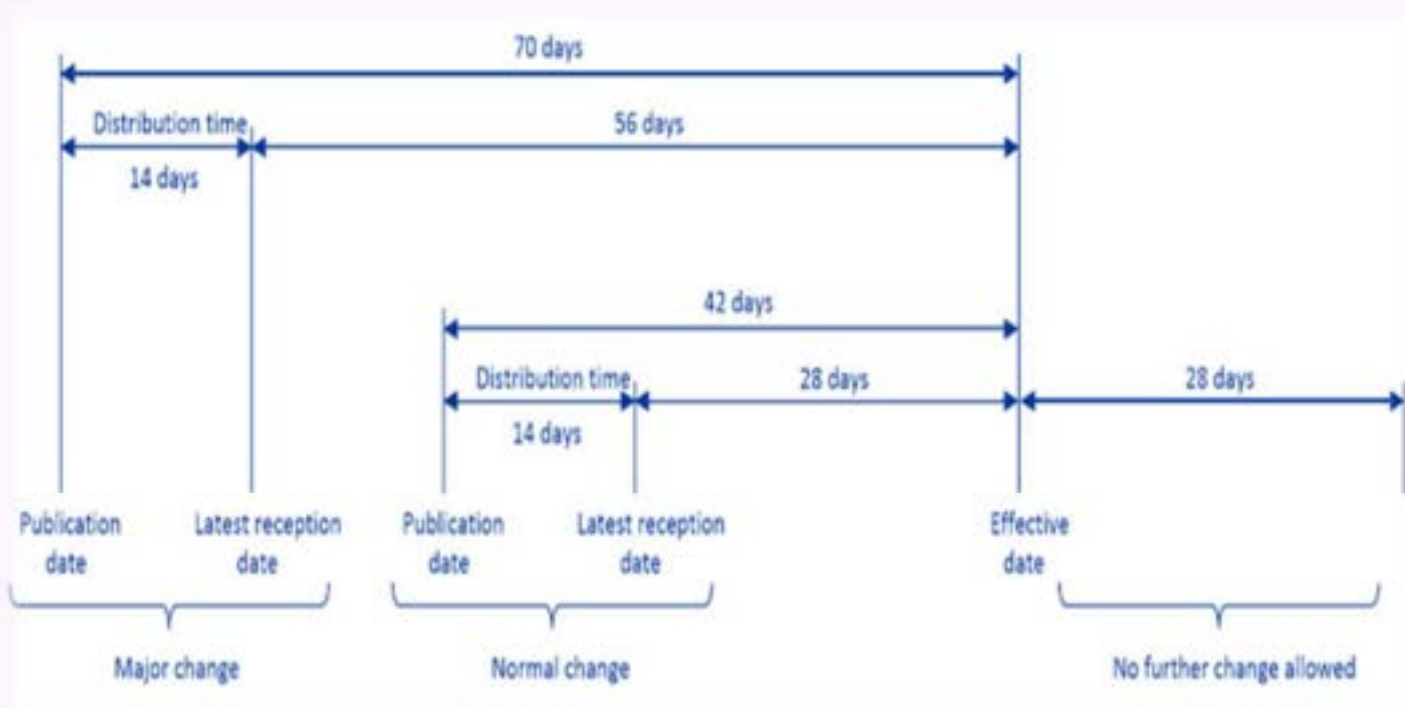 70 days
Distribution time
56 days
14 days
42 days
Distribution time
28 days
28 days
14 days
Publication
date
Latest reception
date
Publication
date
Latest reception
date
Effective
date
Major change
Normal change
No further change allowed